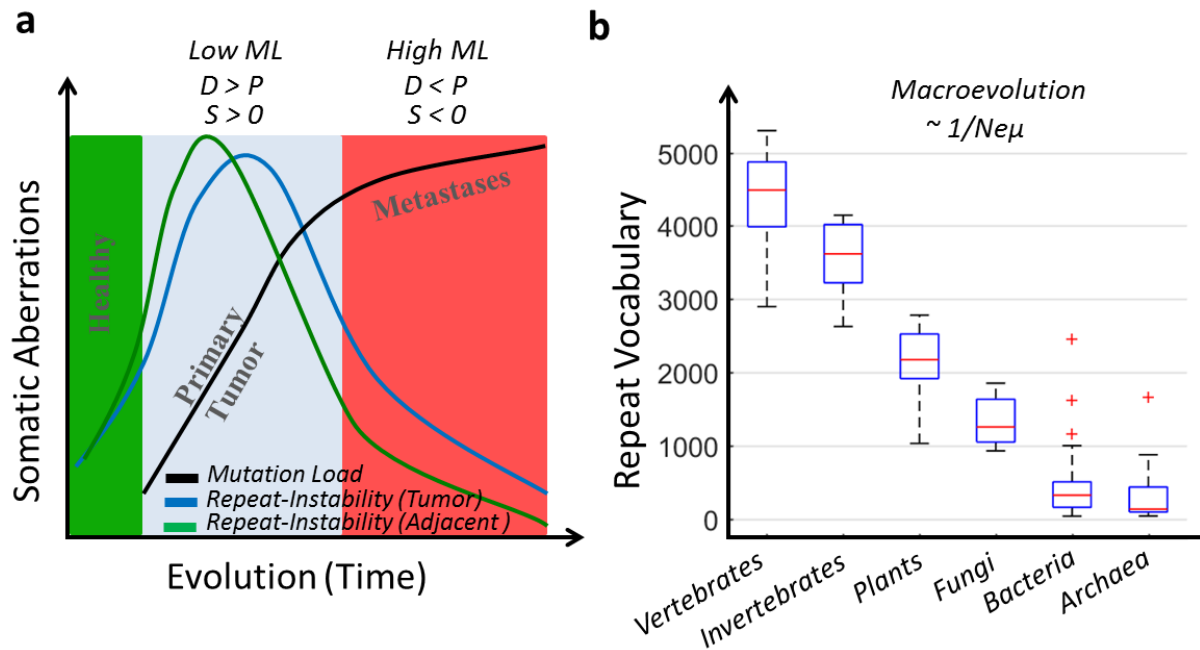 a
Low ML
D > P
S > 0
High ML
D < P
S < 0
Somatic Aberrations
Healthy
Primary
Tumor
Metastases
Mutation Load
Repeat-Instability (Tumor)
Repeat-Instability (Adjacent )
Evolution (Time)
b
Macroevolution
~ 1/Neμ
Repeat Vocabulary
5000
4000
3000
2000
1000
0
Vertebrates
Invertebrates
Plants
Fungi
Bacteria
Archaea